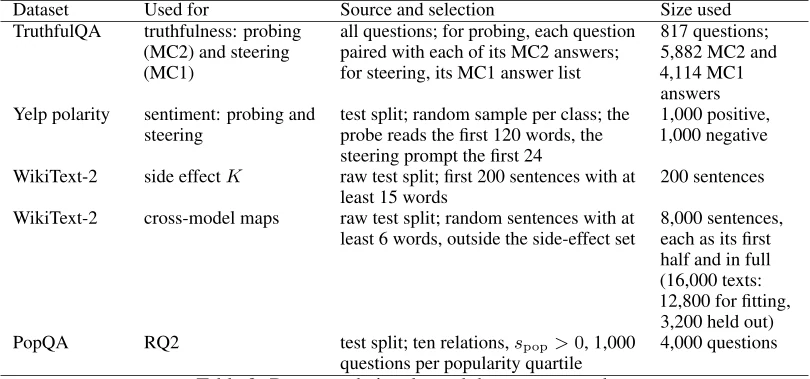 Dataset Used for Source and selection Size used
TruthfulQA truthfulness: probing all questions; for probing, each question 817 questions;
(MC2) and steering paired with each of its MC2 answers; 5,882 MC2 and
(MC1) for steering, its MC1 answer list 4,114 MC1
answers
Yelp polarity sentiment: probing and test split; random sample per class; the 1,000 positive,
steering probe reads the first 120 words, the 1,000 negative
steering prompt the first 24
WikiText-2 side effect K raw test split; first 200 sentences with at 200 sentences
least 15 words
WikiText-2 cross-model maps raw test split; random sentences with at 8,000 sentences,
least 6 words, outside the side-effect set each as its first
half and in full
(16,000 texts:
12,800 for fitting,
3,200 held out)
PopQA RQ2 test split; ten relations, s_pop > 0, 1,000 4,000 questions
questions per popularity quartile